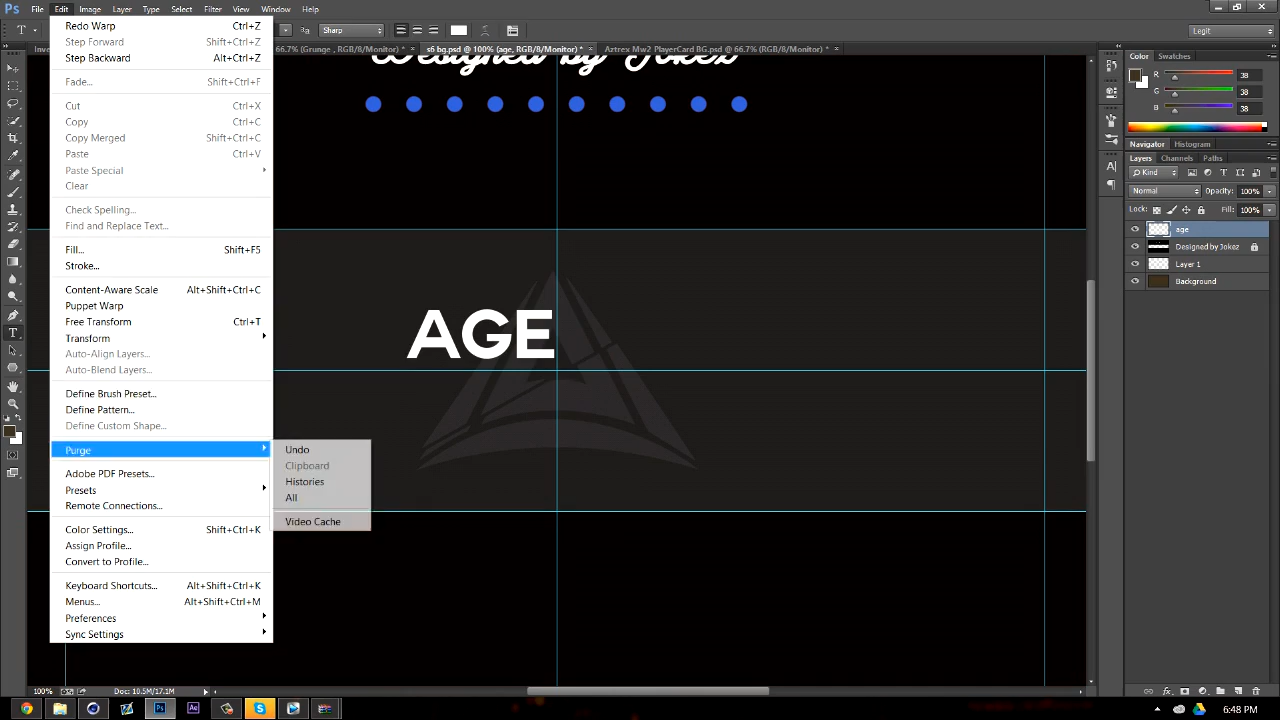 Ps File Edit Image Layer Type Select Filter View Window Help
T Sharp Legit
66.7% (Grunge , RGB/8/Monitor) * × s6 bg.psd @ 100% (age, RGB/8/Monitor) * × Aztrex Mw2 PlayerCard BG.psd @ 66.7% (RGB/8/Monitor) * ×
Redo Warp Ctrl+Z
Step Forward Shift+Ctrl+Z
Step Backward Alt+Ctrl+Z
Fade... Shift+Ctrl+F
Cut Ctrl+X
Copy Ctrl+C
Copy Merged Shift+Ctrl+C
Paste Ctrl+V
Paste Special
Clear
Check Spelling...
Find and Replace Text...
Fill... Shift+F5
Stroke...
Content-Aware Scale Alt+Shift+Ctrl+C
Puppet Warp
Free Transform Ctrl+T
Transform
Auto-Align Layers...
Auto-Blend Layers...
Define Brush Preset...
Define Pattern...
Define Custom Shape...
Purge
Adobe PDF Presets...
Presets
Remote Connections...
Color Settings... Shift+Ctrl+K
Assign Profile...
Convert to Profile...
Keyboard Shortcuts... Alt+Shift+Ctrl+K
Menus... Alt+Shift+Ctrl+M
Preferences
Sync Settings
Undo
Clipboard
Histories
All
Video Cache
Designed by Jokez
AGE
Color Swatches
R 38
G 38
B 38
Navigator Histogram
Layers Channels Paths
Kind
Normal Opacity: 100%
Lock: Fill: 100%
age
Designed by Jokez
Layer 1
Background
100% Doc: 10.5M/17.1M
Ps Ae
6:48 PM